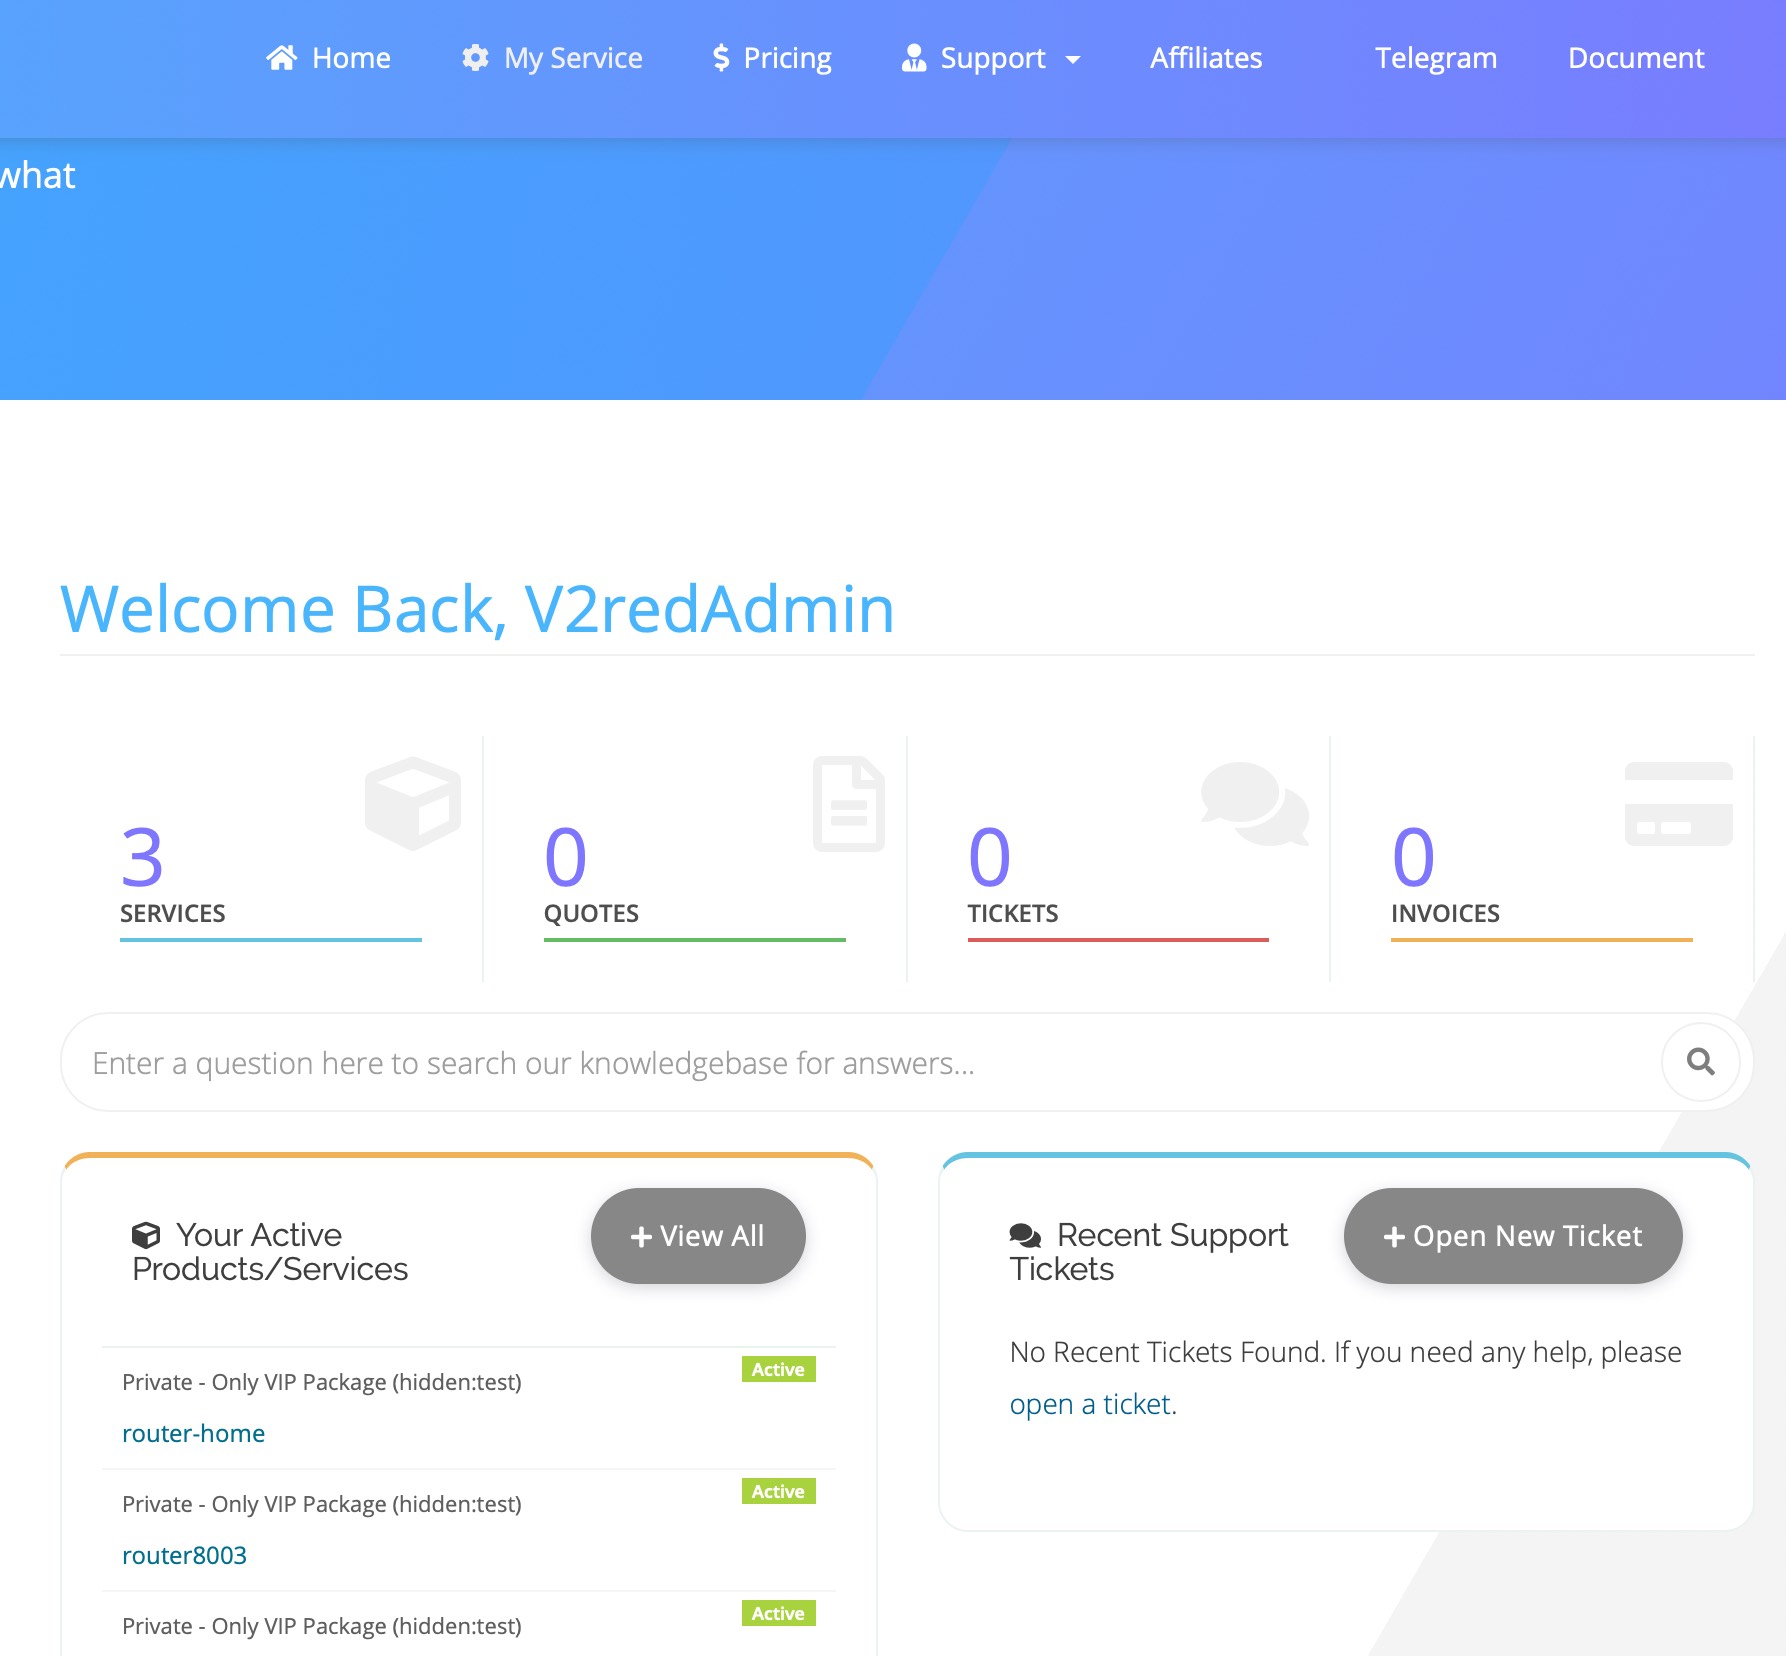 Home My Service $ Pricing Support Affiliates Telegram Document
what
Welcome Back, V2redAdmin
3
SERVICES
0
QUOTES
0
TICKETS
0
INVOICES
Enter a question here to search our knowledgebase for answers...
Your Active
Products/Services
+ View All
Private - Only VIP Package (hidden:test)
Active
router-home
Private - Only VIP Package (hidden:test)
Active
router8003
Private - Only VIP Package (hidden:test)
Active
Recent Support
Tickets
+ Open New Ticket
No Recent Tickets Found. If you need any help, please
open a ticket.